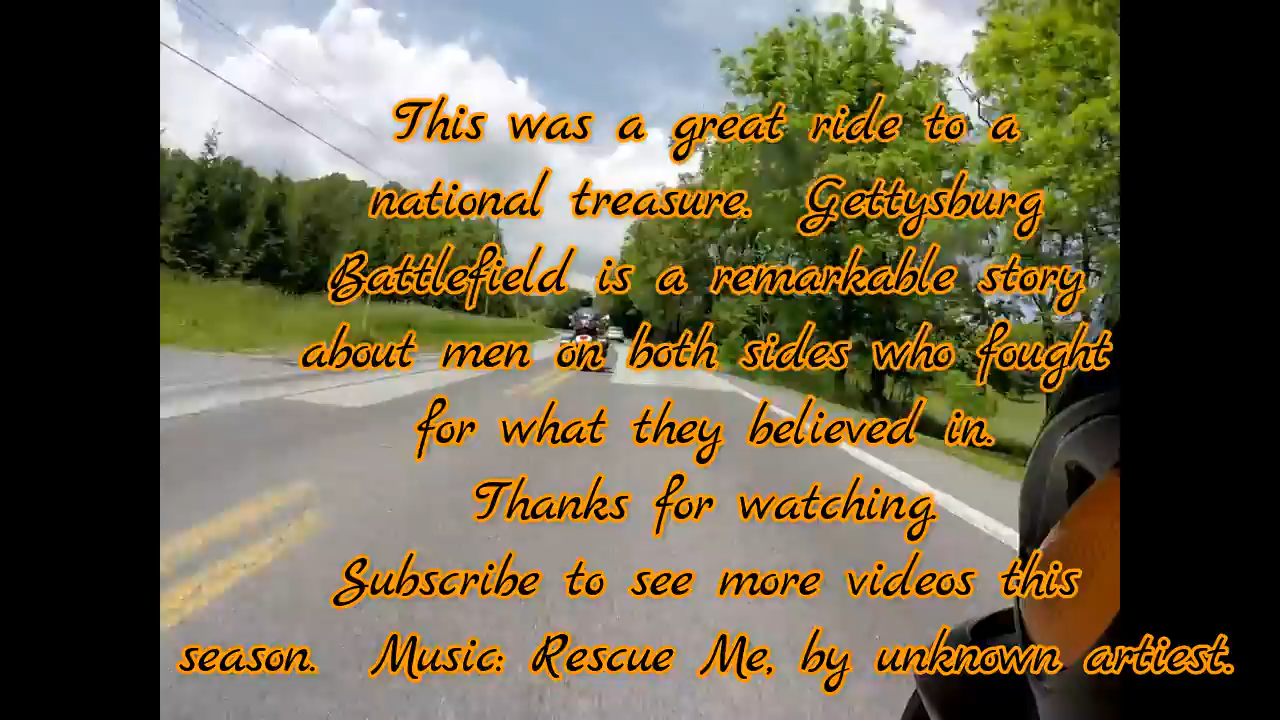 This was a great ride to a
national treasure. Gettysburg
Battlefield is a remarkable story
about men on both sides who fought
for what they believed in.
Thanks for watching
Subscribe to see more videos this
season. Music: Rescue Me, by unknown artiest.